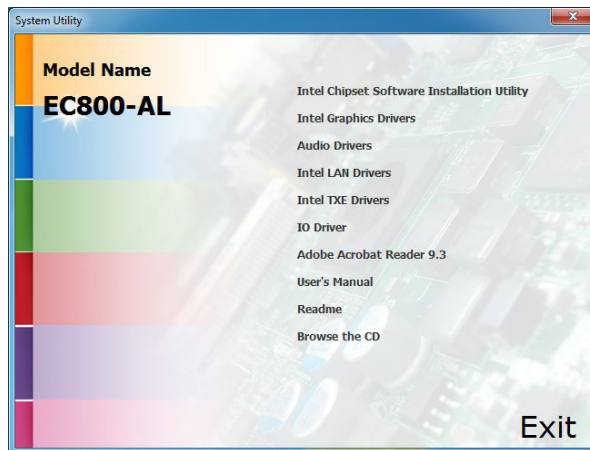 System Utility
Model Name
EC800-AL
Intel Chipset Software Installation Utility
Intel Graphics Drivers
Audio Drivers
Intel LAN Drivers
Intel TXE Drivers
IO Driver
Adobe Acrobat Reader 9.3
User's Manual
Readme
Browse the CD
Exit